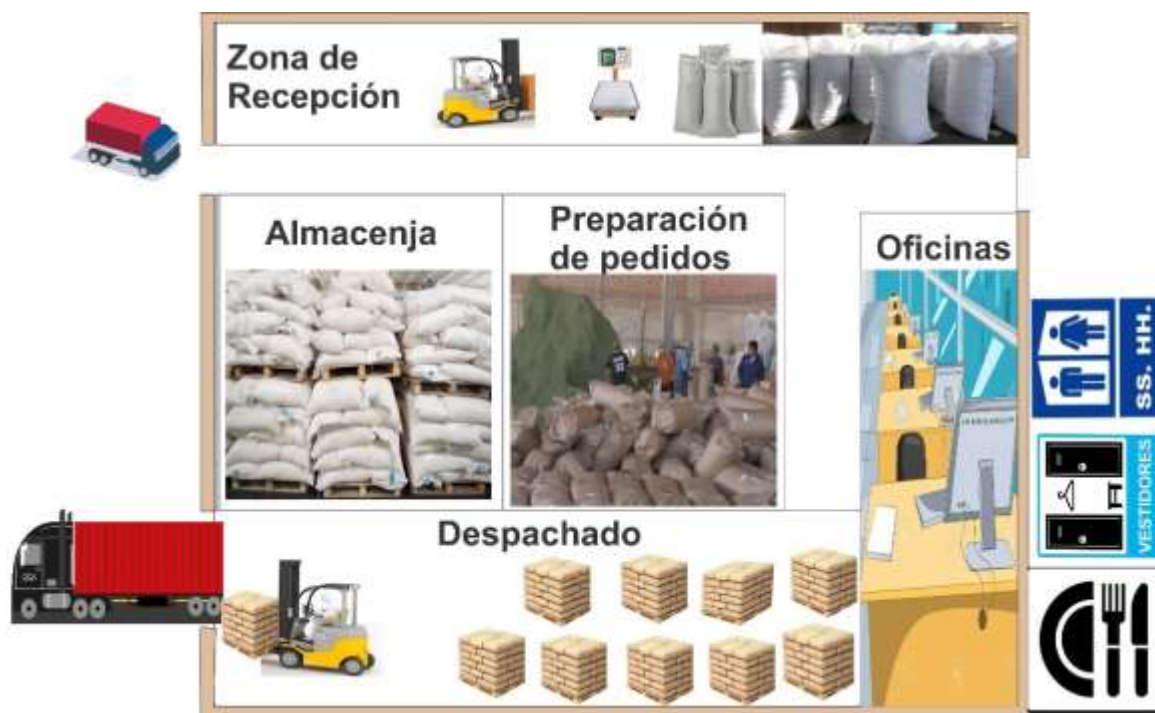 Zona de
Recepción
Almacenja
Preparación
de pedidos
Oficinas
SS. HH.
VESTIDORES
Despachado